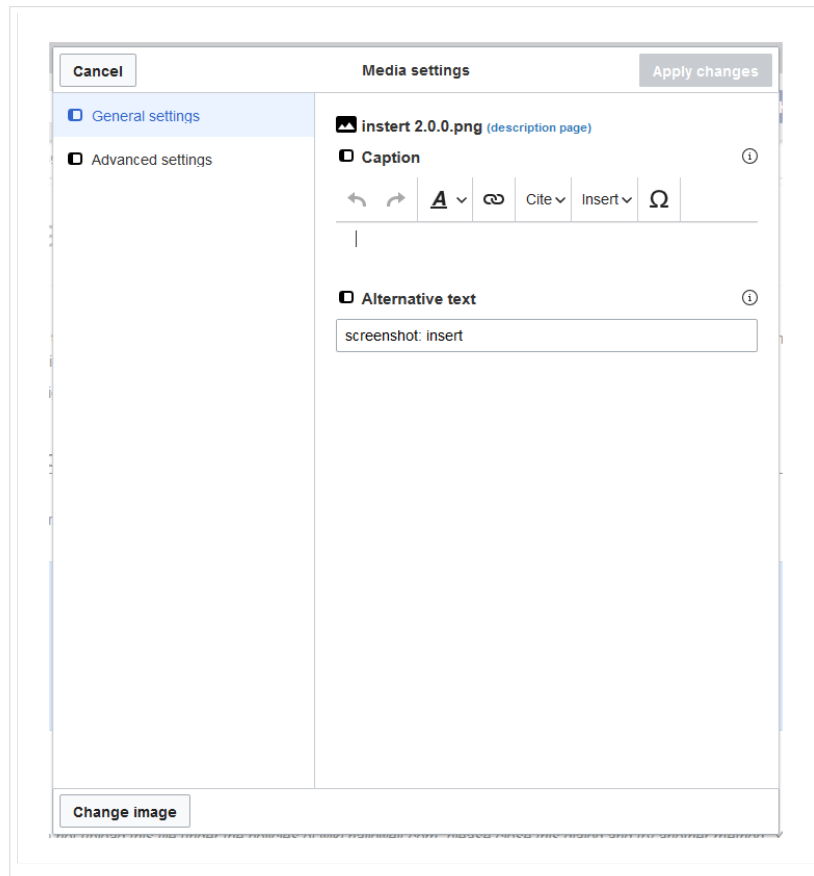 Cancel
Media settings
Apply changes
General settings
Advanced settings
instert 2.0.0.png (description page)
Caption
A
Cite
Insert
Ω
Alternative text
screenshot: insert
Change image